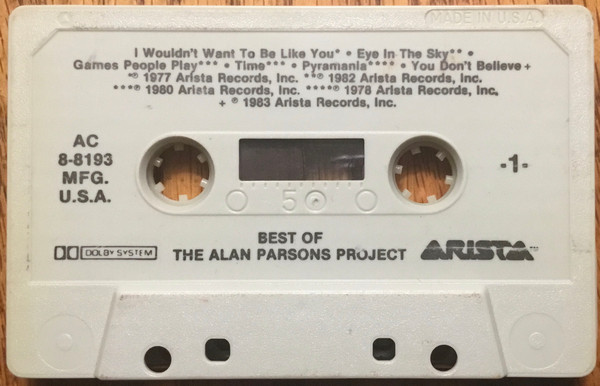 MADE IN U.S.A.
I Wouldn't Want To Be Like You* • Eye In The Sky** •
Games People Play*** • Time*** • Pyramania**** • You Don't Believe+
*℗ 1977 Arista Records, Inc. **℗ 1982 Arista Records, Inc.
***℗ 1980 Arista Records, Inc. ****℗ 1978 Arista Records, Inc.
+ ℗ 1983 Arista Records, Inc.
AC
8-8193
MFG.
U.S.A.
-1-
50
BEST OF
THE ALAN PARSONS PROJECT
DOLBY SYSTEM
ARISTA